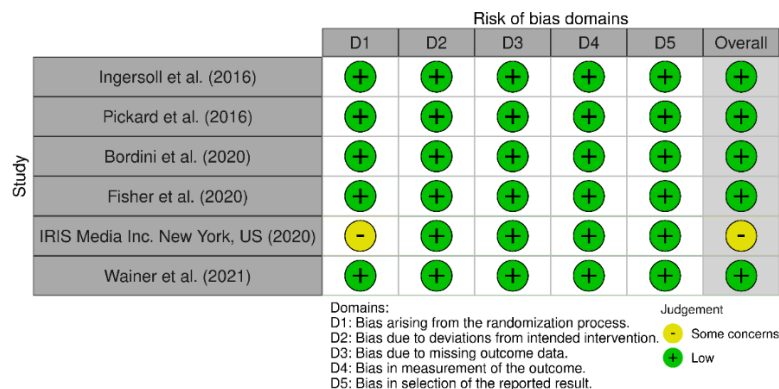 Risk of bias domains
D1 D2 D3 D4 D5 Overall
Study
Ingersoll et al. (2016) + + + + + +
Pickard et al. (2016) + + + + + +
Bordini et al. (2020) + + + + + +
Fisher et al. (2020) + + + + + +
IRIS Media Inc. New York, US (2020) - + + + + -
Wainer et al. (2021) + + + + + +
Domains:
D1: Bias arising from the randomization process.
D2: Bias due to deviations from intended intervention.
D3: Bias due to missing outcome data.
D4: Bias in measurement of the outcome.
D5: Bias in selection of the reported result.
Judgement
- Some concerns
+ Low